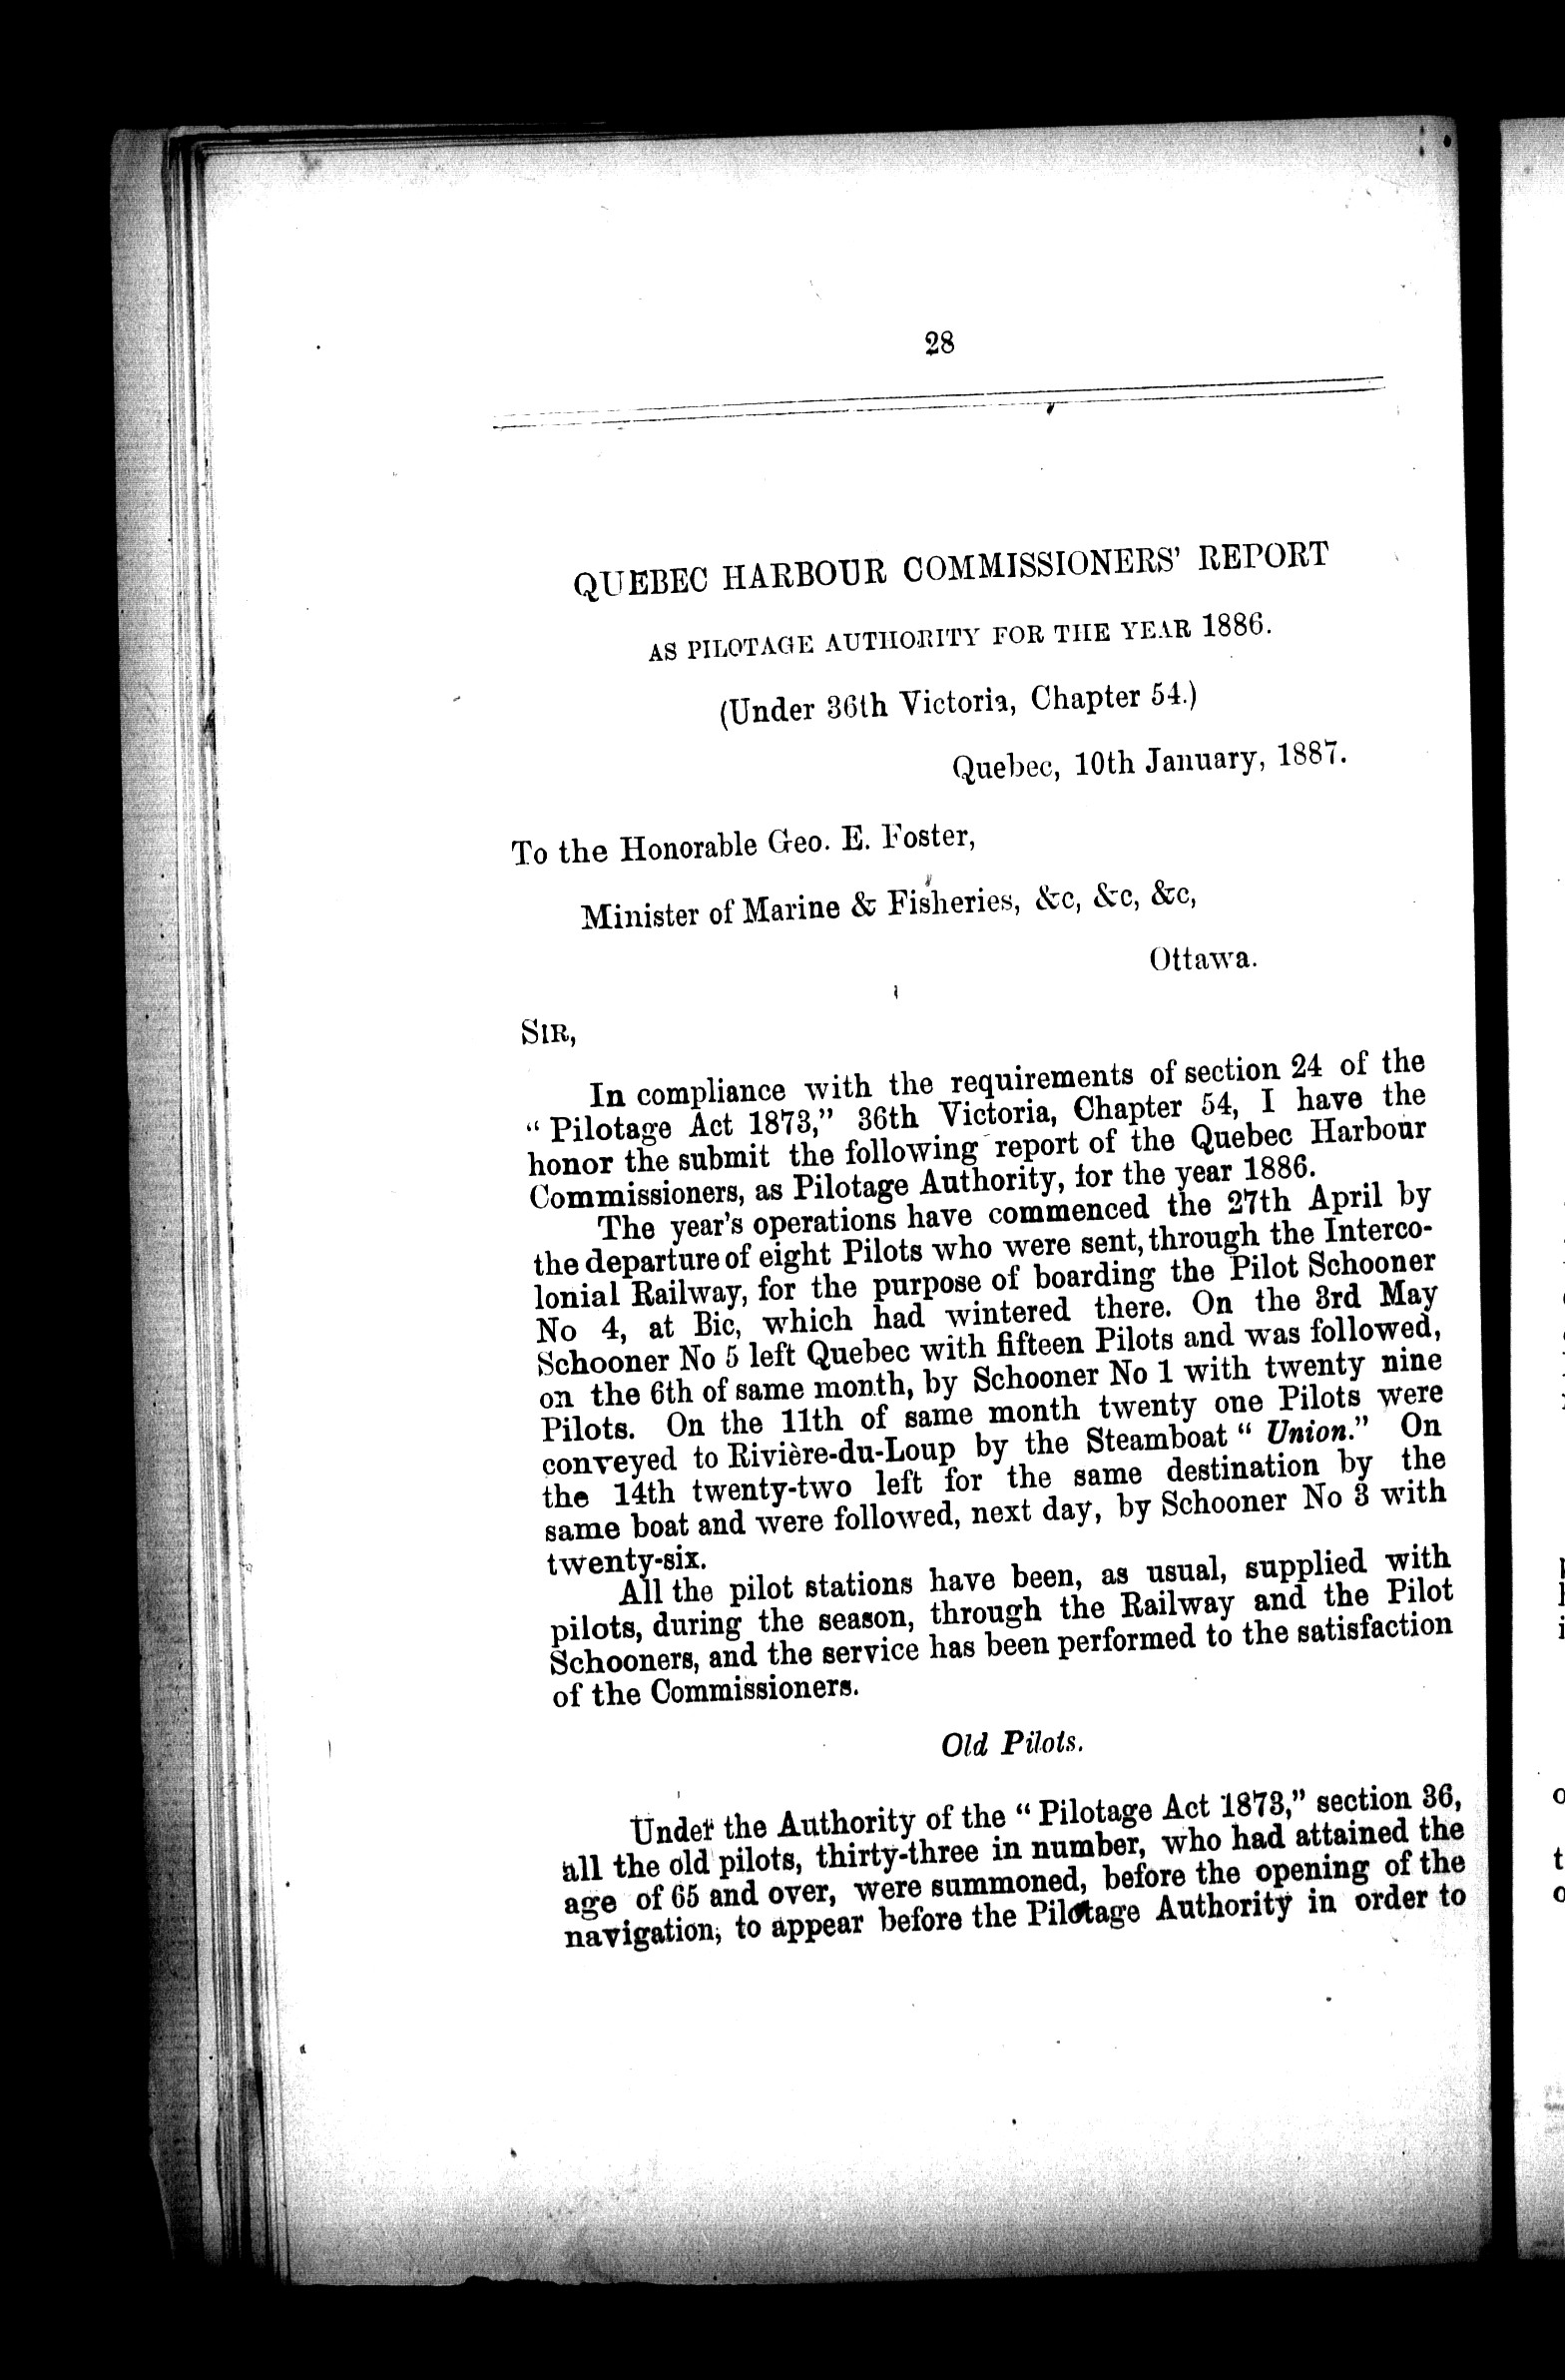 28
QUEBEC HARBOUR COMMISSIONERS' REPORT
AS PILOTAGE AUTHORITY FOR THE YEAR 1886.
(Under 36th Victoria, Chapter 54.)
Quebec, 10th January, 1887.
To the Honorable Geo. E. Foster,
Minister of Marine & Fisheries, &c, &c, &c,
Ottawa.
SIR,
In compliance with the requirements of section 24 of the
“ Pilotage Act 1873,” 36th Victoria, Chapter 54, I have the
honor the submit the following report of the Quebec Harbour
Commissioners, as Pilotage Authority, for the year 1886.
The year's operations have commenced the 27th April by
the departure of eight Pilots who were sent, through the Interco-
lonial Railway, for the purpose of boarding the Pilot Schooner
No 4, at Bic, which had wintered there. On the 3rd May
Schooner No 5 left Quebec with fifteen Pilots and was followed,
on the 6th of same month, by Schooner No 1 with twenty nine
Pilots. On the 11th of same month twenty one Pilots were
conveyed to Rivière-du-Loup by the Steamboat “ Union.” On
the 14th twenty-two left for the same destination by the
same boat and were followed, next day, by Schooner No 3 with
twenty-six.
All the pilot stations have been, as usual, supplied with
pilots, during the season, through the Railway and the Pilot
Schooners, and the service has been performed to the satisfaction
of the Commissioners.
Old Pilots.
Under the Authority of the “ Pilotage Act 1873,” section 36,
all the old pilots, thirty-three in number, who had attained the
age of 65 and over, were summoned, before the opening of the
navigation, to appear before the Pilotage Authority in order to